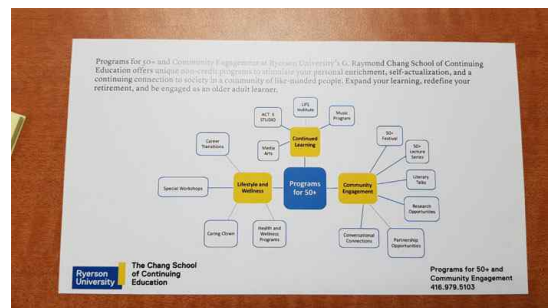 Programs for 50+ and Community Engagement at Ryerson University's G. Raymond Chang School of Continuing
Education offers unique non-credit programs to stimulate your personal enrichment, self-actualization, and a
continuing connection to society in a community of like-minded people. Expand your learning, redefine your
retirement, and be engaged as an older adult learner.
LIFE
Institute
ACT II
STUDIO
Music
Program
Media
Arts
Continued
Learning
50+
Festival
50+
Lecture
Series
Career
Transitions
Literary
Talks
Special Workshops
Lifestyle and
Wellness
Programs
for 50+
Community
Engagement
Research
Opportunities
Caring Clown
Health and
Wellness
Programs
Conversational
Connections
Partnership
Opportunities
Ryerson
University
The Chang School
of Continuing
Education
Programs for 50+ and
Community Engagement
416.979.5103